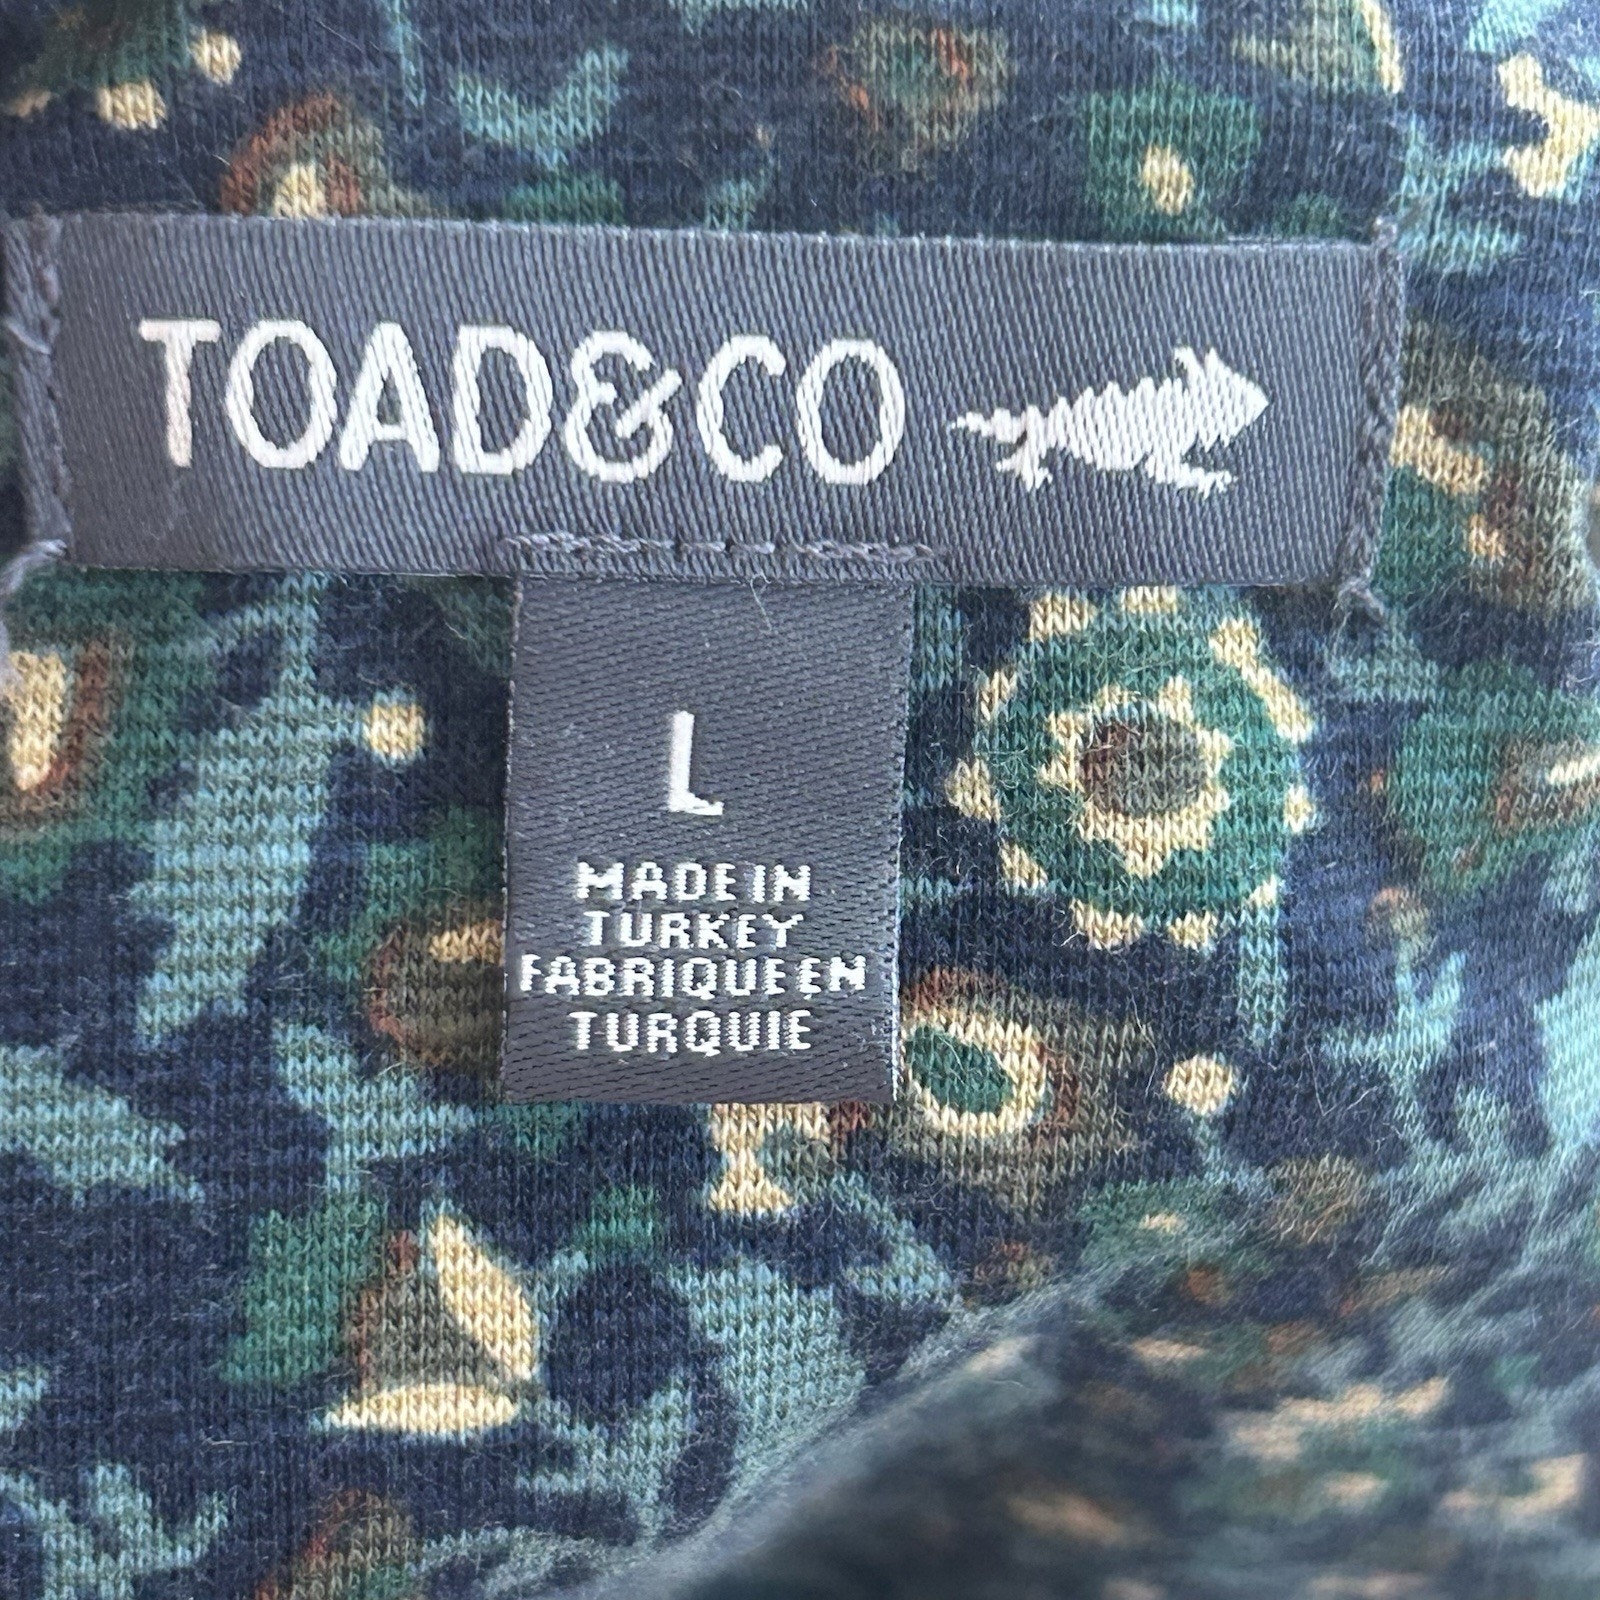 TOAD&CO
L
MADE IN
TURKEY
FABRIQUE EN
TURQUIE